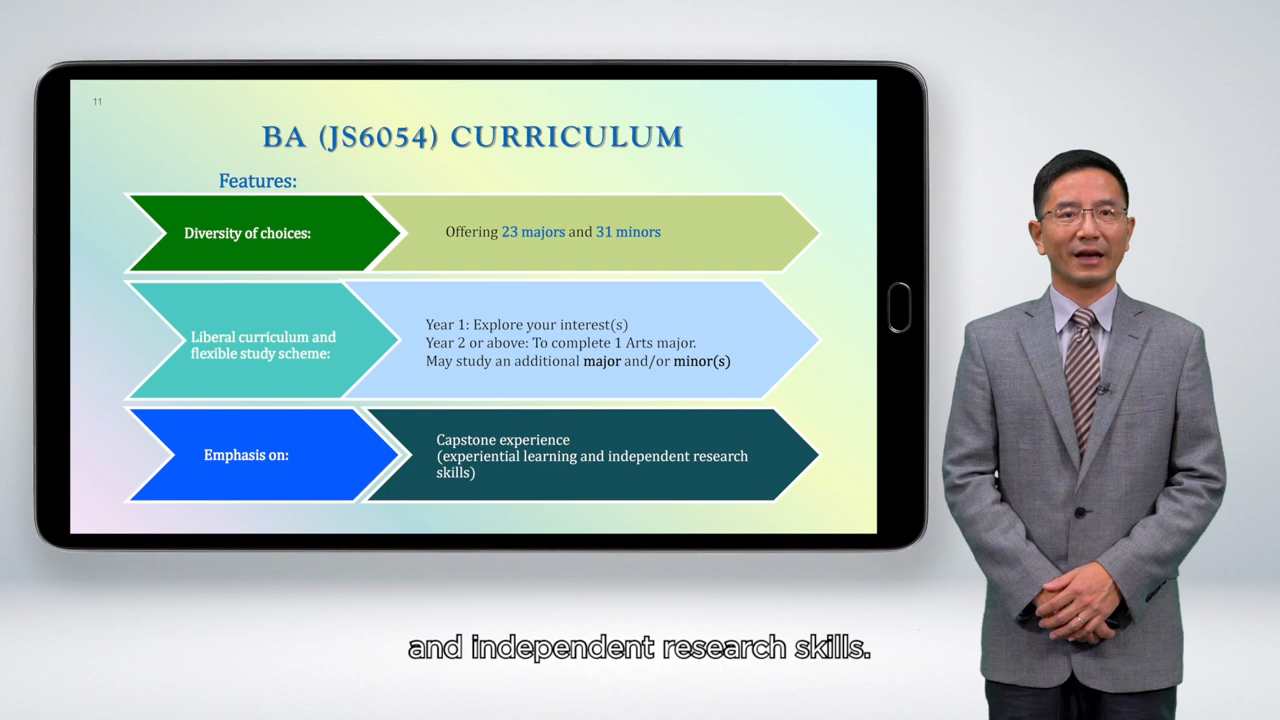 11
BA (JS6054) CURRICULUM
Features:
Diversity of choices:
Offering 23 majors and 31 minors
Liberal curriculum and
flexible study scheme:
Year 1: Explore your interest(s)
Year 2 or above: To complete 1 Arts major.
May study an additional major and/or minor(s)
Emphasis on:
Capstone experience
(experiential learning and independent research
skills)
and independent research skills.